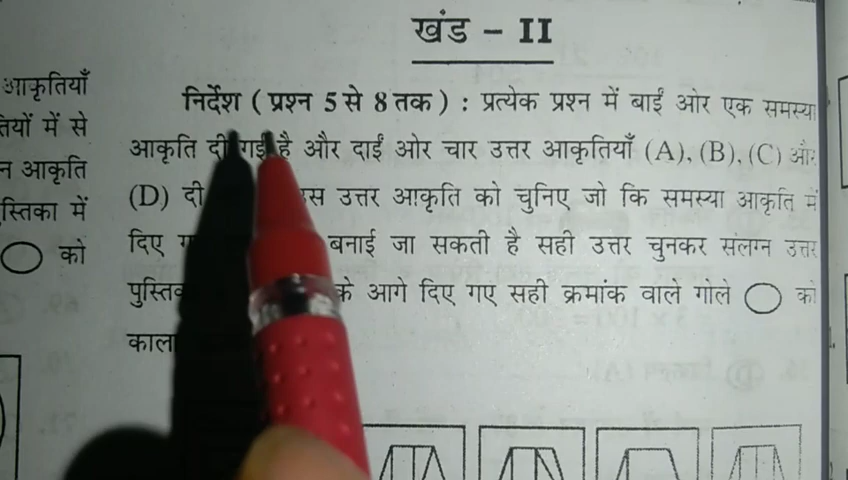 खंड – II
आकृतियाँ
तियों में से
न आकृति
स्तिका में
को
निर्देश ( प्रश्न 5 से 8 तक ) : प्रत्येक प्रश्न में बाईं ओर एक समस्या
आकृति दी गई है और दाईं ओर चार उत्तर आकृतियाँ (A), (B), (C) और
(D) दी उत्तर आकृति को चुनिए जो कि समस्या आकृति में
दिए बनाई जा सकती है सही उत्तर चुनकर संलग्न उत्तर
के आगे दिए गए सही क्रमांक वाले गोले को